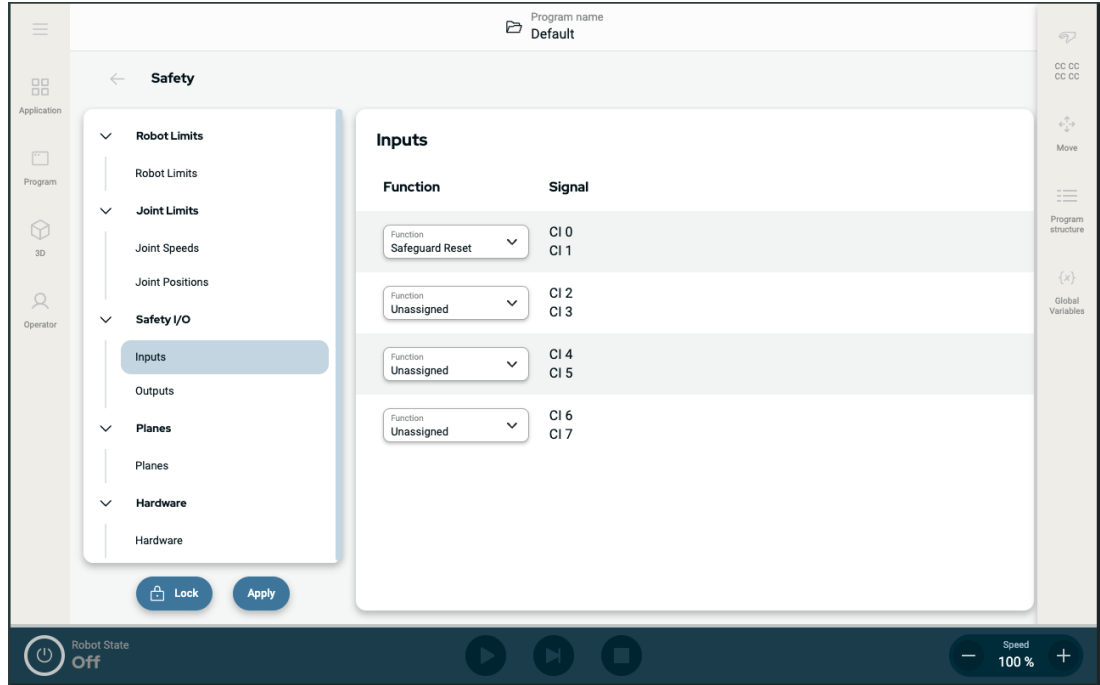 Program name
Default
Application
Program
3D
Operator
Safety
Robot Limits
Robot Limits
Joint Limits
Joint Speeds
Joint Positions
Safety I/O
Inputs
Outputs
Planes
Planes
Hardware
Hardware
Lock
Apply
Inputs
Function Signal
Function
Safeguard Reset
CI 0
CI 1
Function
Unassigned
CI 2
CI 3
Function
Unassigned
CI 4
CI 5
Function
Unassigned
CI 6
CI 7
CC CC
CC CC
Move
Program
structure
{x}
Global
Variables
Robot State
Off
Speed
100 %